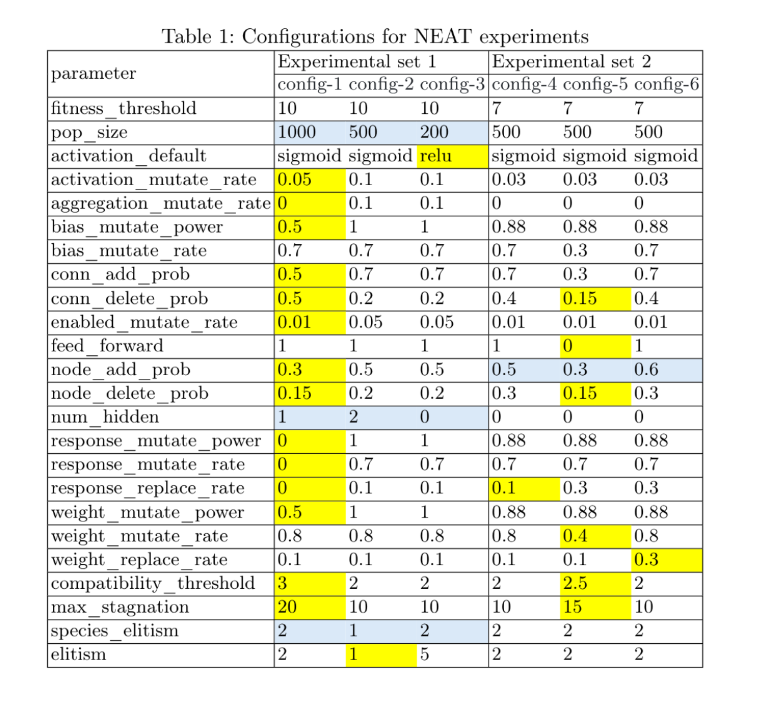 Table 1: Configurations for NEAT experiments
parameter Experimental set 1 Experimental set 2
config-1 config-2 config-3 config-4 config-5 config-6
fitness_threshold 10 10 10 7 7 7
pop_size 1000 500 200 500 500 500
activation_default sigmoid sigmoid relu sigmoid sigmoid sigmoid
activation_mutate_rate 0.05 0.1 0.1 0.03 0.03 0.03
aggregation_mutate_rate 0 0.1 0.1 0 0 0
bias_mutate_power 0.5 1 1 0.88 0.88 0.88
bias_mutate_rate 0.7 0.7 0.7 0.7 0.3 0.7
conn_add_prob 0.5 0.7 0.7 0.7 0.3 0.7
conn_delete_prob 0.5 0.2 0.2 0.4 0.15 0.4
enabled_mutate_rate 0.01 0.05 0.05 0.01 0.01 0.01
feed_forward 1 1 1 1 0 1
node_add_prob 0.3 0.5 0.5 0.5 0.3 0.6
node_delete_prob 0.15 0.2 0.2 0.3 0.15 0.3
num_hidden 1 2 0 0 0 0
response_mutate_power 0 1 1 0.88 0.88 0.88
response_mutate_rate 0 0.7 0.7 0.7 0.7 0.7
response_replace_rate 0 0.1 0.1 0.1 0.3 0.3
weight_mutate_power 0.5 1 1 0.88 0.88 0.88
weight_mutate_rate 0.8 0.8 0.8 0.8 0.4 0.8
weight_replace_rate 0.1 0.1 0.1 0.1 0.1 0.3
compatibility_threshold 3 2 2 2 2.5 2
max_stagnation 20 10 10 10 15 10
species_elitism 2 1 2 2 2 2
elitism 2 1 5 2 2 2